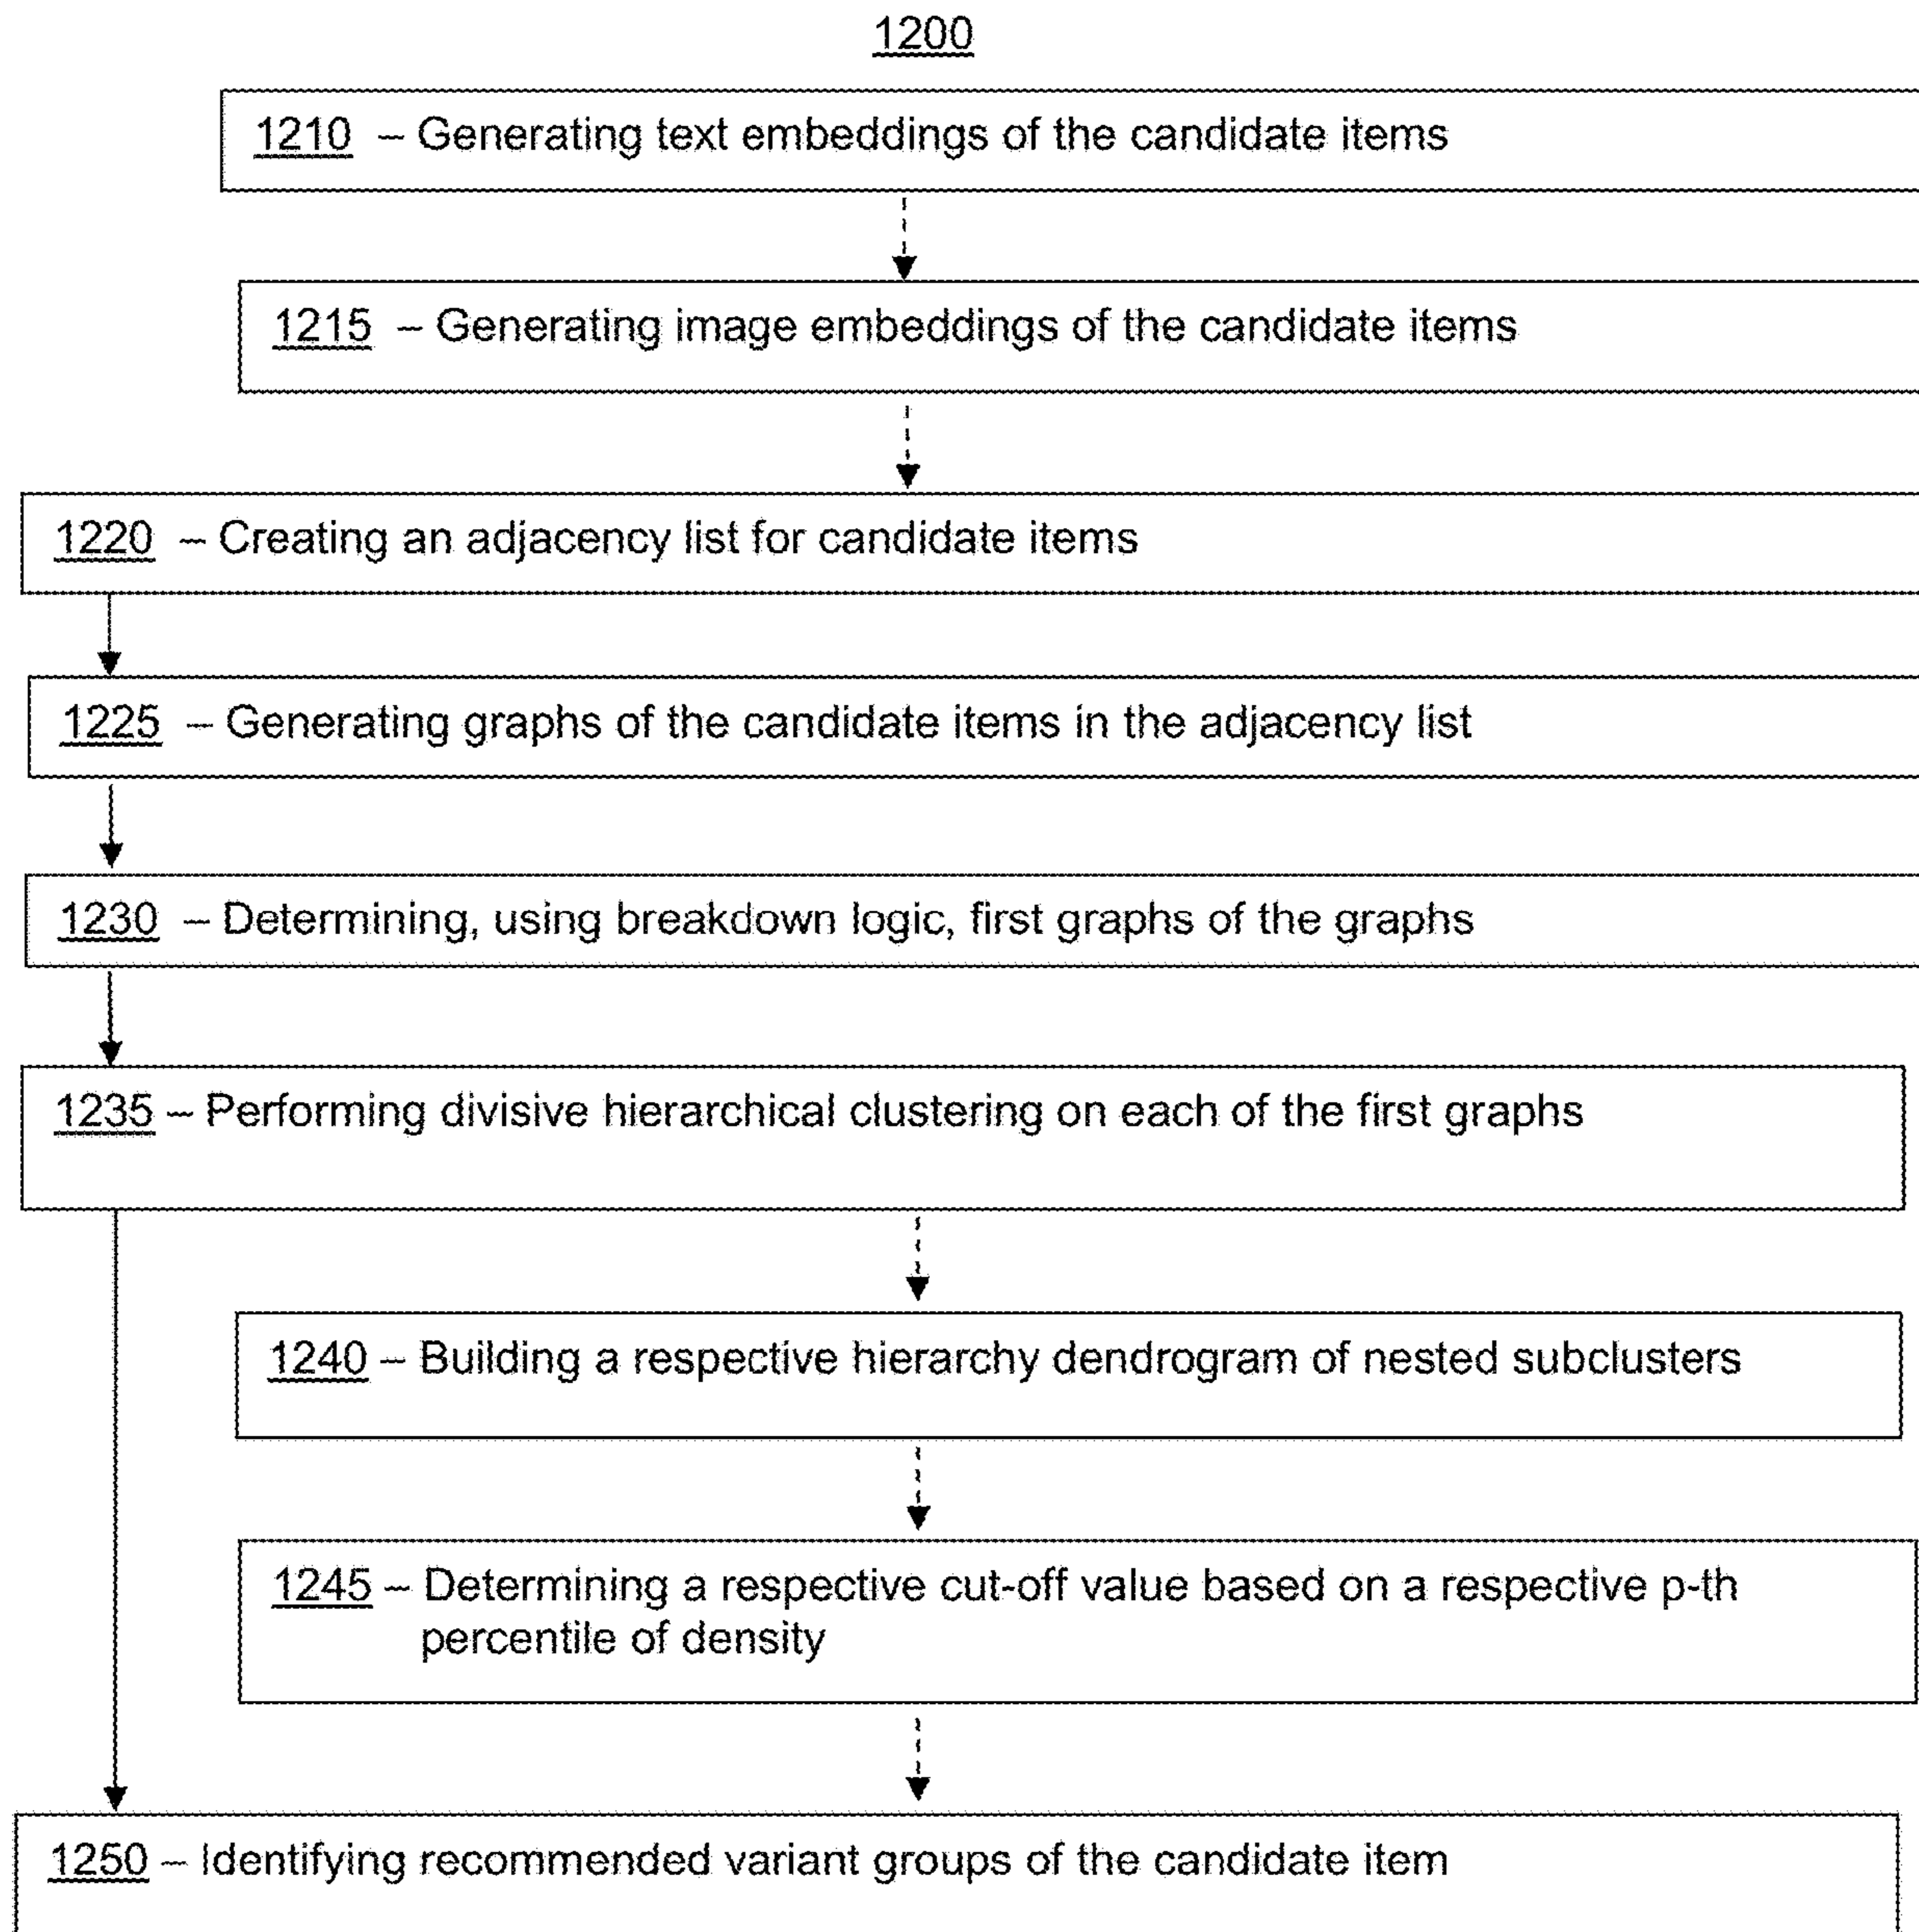 1200
1210 – Generating text embeddings of the candidate items
1215 – Generating image embeddings of the candidate items
1220 – Creating an adjacency list for candidate items
1225 – Generating graphs of the candidate items in the adjacency list
1230 – Determining, using breakdown logic, first graphs of the graphs
1235 – Performing divisive hierarchical clustering on each of the first graphs
1240 – Building a respective hierarchy dendrogram of nested subclusters
1245 – Determining a respective cut-off value based on a respective p-th
percentile of density
1250 – Identifying recommended variant groups of the candidate item